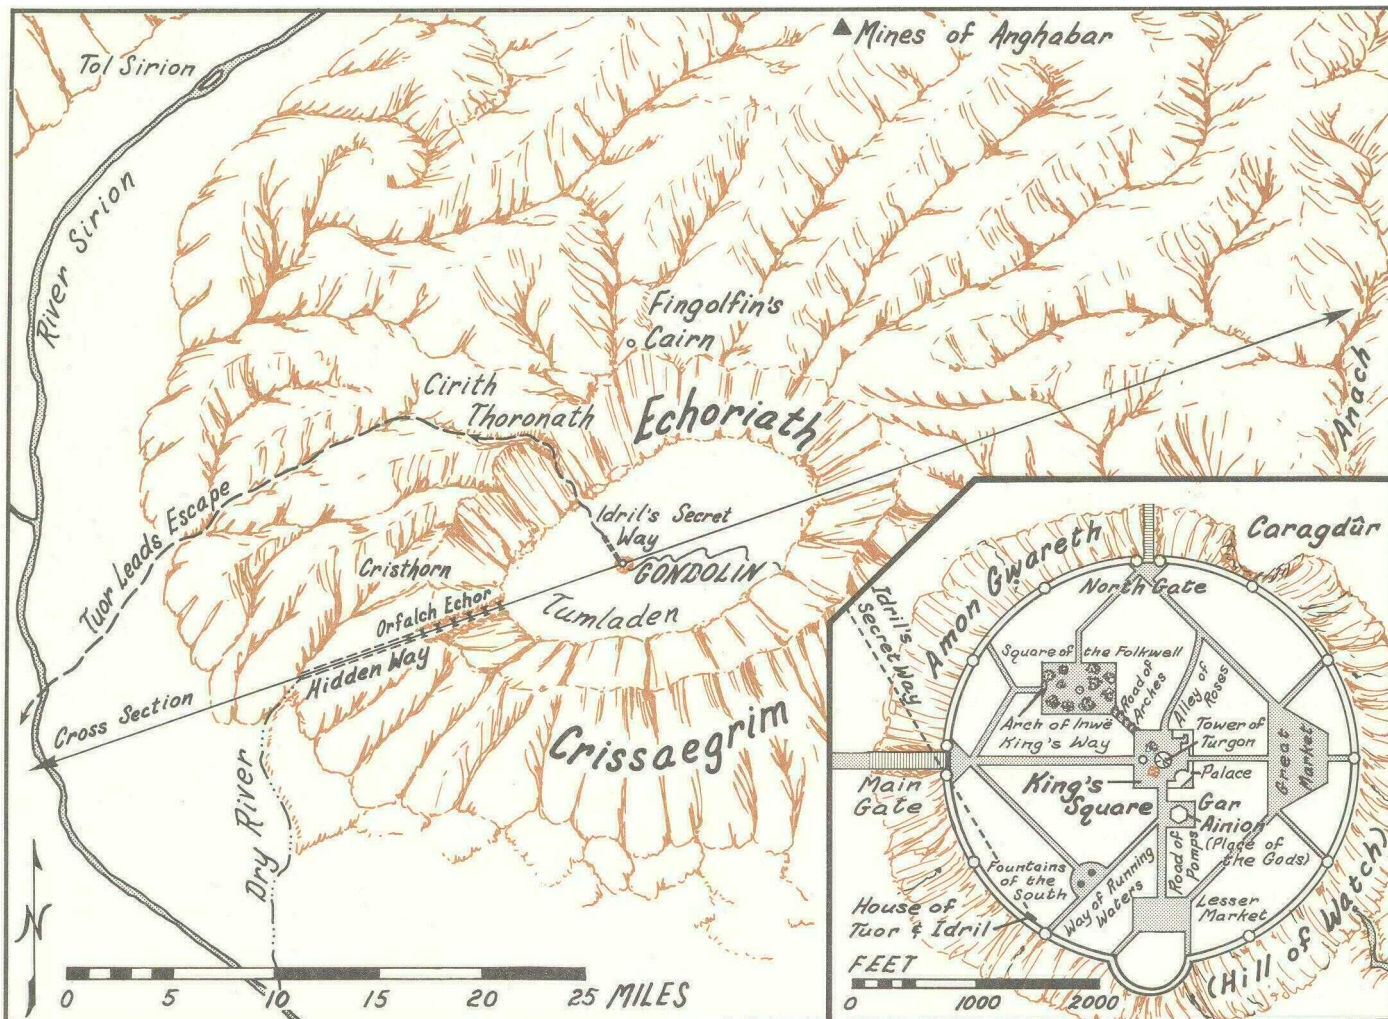 Mines of Anghabar
Tol Sirion
River Sirion
Fingolfin's
Cairn
Cirith
Thoronath
Echoriath
Anach
Tuor Leads Escape
Idril's Secret
Way
GONDOLIN
Cristhorn
Orfalch Echor
Tumladen
Hidden Way
Cross Section
Crissaegrim
Dry River
N
0 5 10 15 20 25 MILES
Amon Gwareth
(Hill of Watch)
Caragdûr
North Gate
Idril's
Secret Way
Square of the Folkwell
Road of
Arches
Alley of
Roses
Arch of Inwë
King's Way
Tower of
Turgon
Great
Market
Palace
Main
Gate
King's
Square
Gar
Ainion
(Place of
the Gods)
Road of
Pomps
Fountains
of the
South
Way of Running
Waters
House of
Tuor & Idril
Lesser
Market
FEET
0 1000 2000